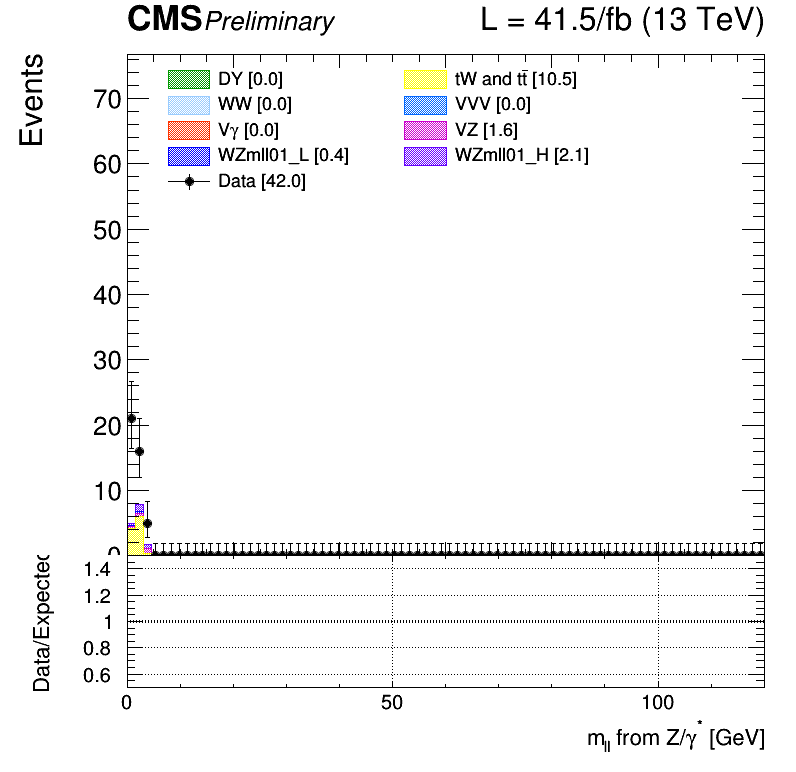 CMS Preliminary L = 41.5/fb (13 TeV)
Events
DY [0.0] tW and tt̄ [10.5]
WW [0.0] VVV [0.0]
Vγ [0.0] VZ [1.6]
WZmll01_L [0.4] WZmll01_H [2.1]
Data [42.0]
70
60
50
40
30
20
10
0
Data/Expected
1.4
1.2
1
0.8
0.6
0 50 100
m_ll from Z/γ* [GeV]